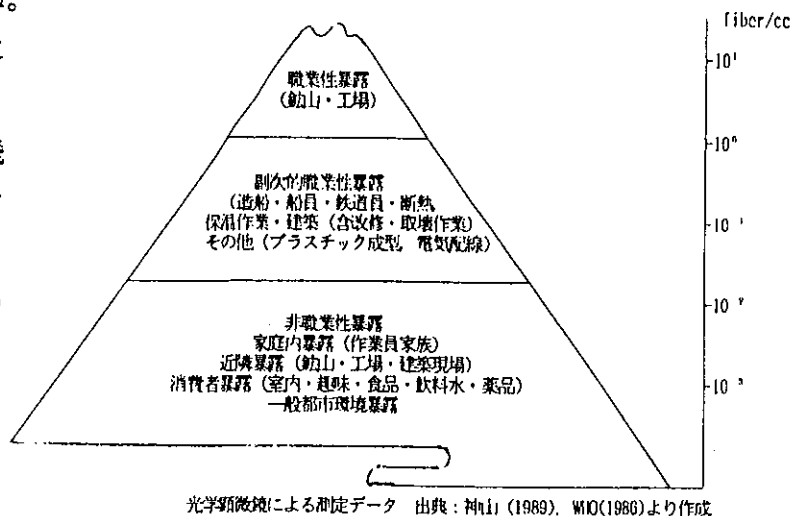 fiber/cc
10¹
職業性暴露
(鉱山・工場)
10⁰
副次的職業性暴露
(造船・船員・鉄道員・断熱
保温作業・建築 (含改修・取壊作業)
その他 (プラスチック成型, 電気配線)
非職業性暴露
家庭内暴露 (作業員家族)
近隣暴露 (鉱山・工場・建築現場)
消費者暴露 (室内・趣味・食品・飲料水・薬品)
一般都市環境暴露
光学顕微鏡による測定データ 出典:神山 (1989), WHO(1986)より作成